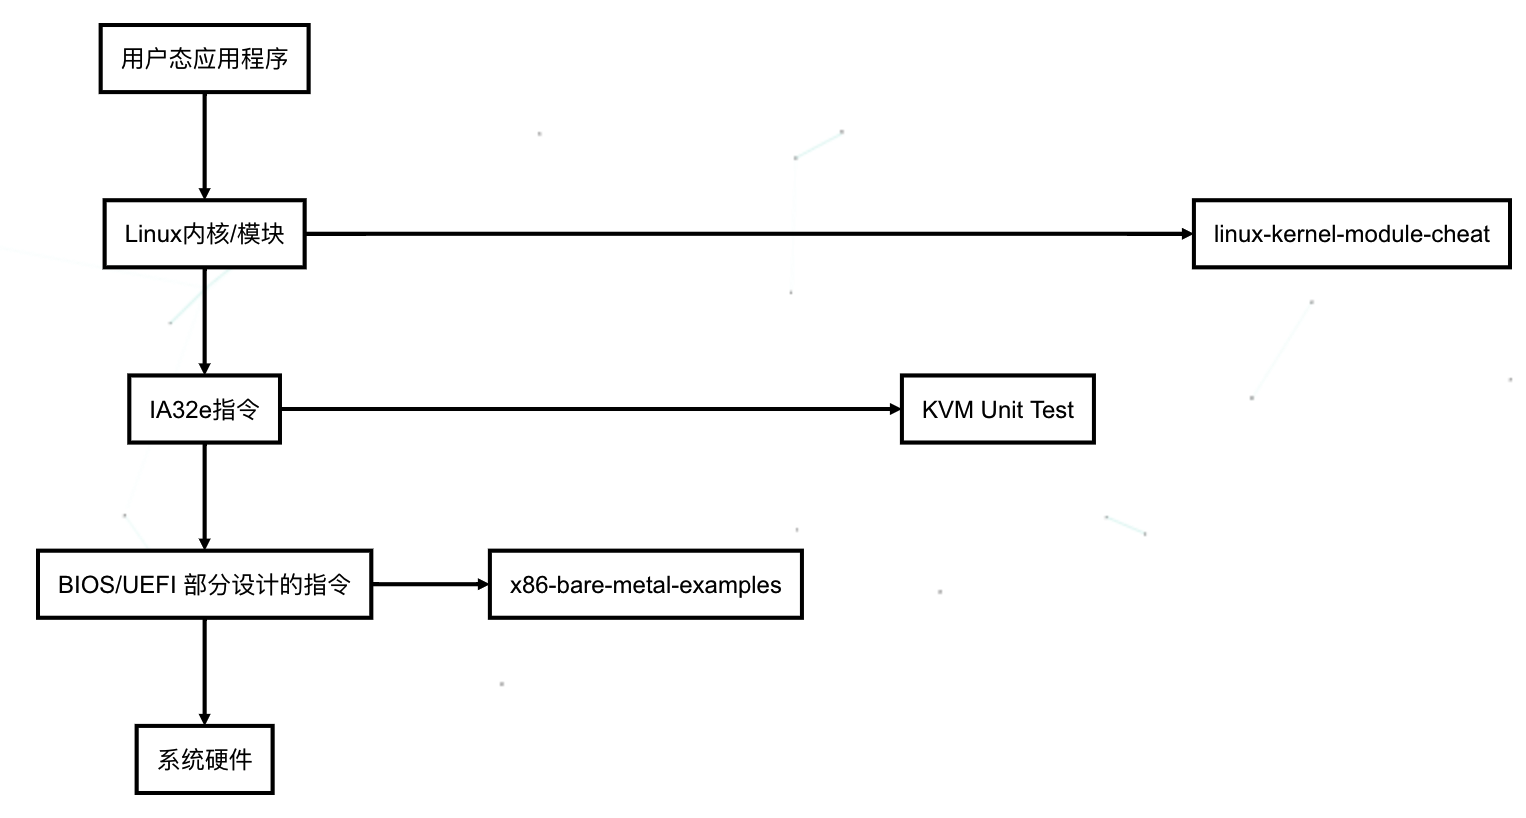 用户态应用程序
Linux内核/模块
linux-kernel-module-cheat
IA32e指令
KVM Unit Test
BIOS/UEFI 部分设计的指令
x86-bare-metal-examples
系统硬件